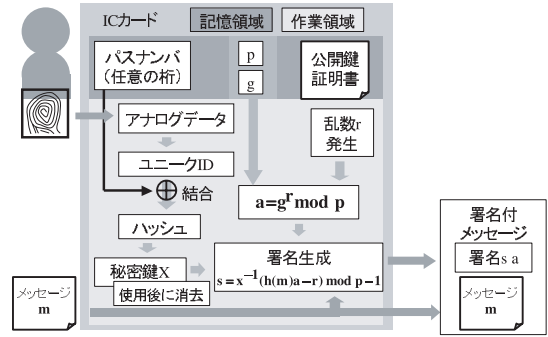 ICカード
記憶領域
作業領域
パスナンバ
(任意の桁)
p
g
公開鍵
証明書
アナログデータ
乱数r
発生
ユニークID
結合
a=g^r mod p
ハッシュ
署名生成
s=x^−1(h(m)a−r) mod p−1
秘密鍵X
使用後に消去
メッセージ
m
署名付
メッセージ
署名s a
メッセージ
m